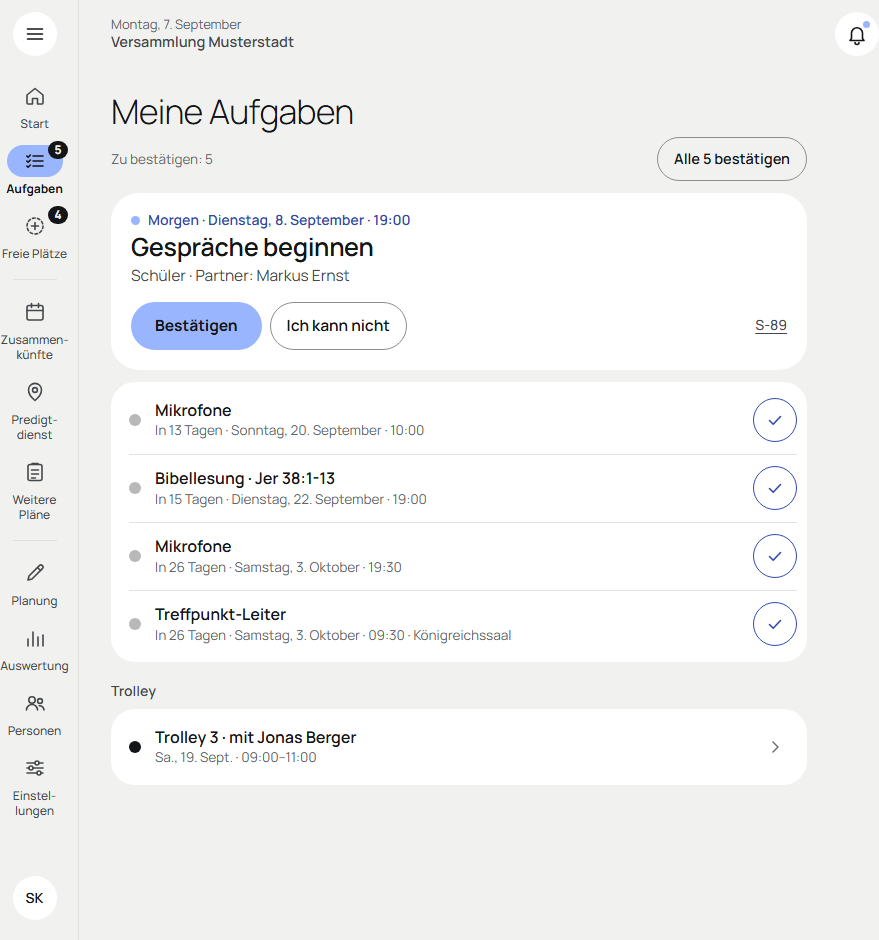 Montag, 7. September
Versammlung Musterstadt
Start
5
Aufgaben
4
Freie Plätze
Zusammen-
künfte
Predigt-
dienst
Weitere
Pläne
Planung
Auswertung
Personen
Einstel-
lungen
SK
Meine Aufgaben
Zu bestätigen: 5
Alle 5 bestätigen
Morgen · Dienstag, 8. September · 19:00
Gespräche beginnen
Schüler · Partner: Markus Ernst
Bestätigen
Ich kann nicht
S-89
Mikrofone
In 13 Tagen · Sonntag, 20. September · 10:00
Bibellesung · Jer 38:1-13
In 15 Tagen · Dienstag, 22. September · 19:00
Mikrofone
In 26 Tagen · Samstag, 3. Oktober · 19:30
Treffpunkt-Leiter
In 26 Tagen · Samstag, 3. Oktober · 09:30 · Königreichssaal
Trolley
Trolley 3 · mit Jonas Berger
Sa., 19. Sept. · 09:00–11:00